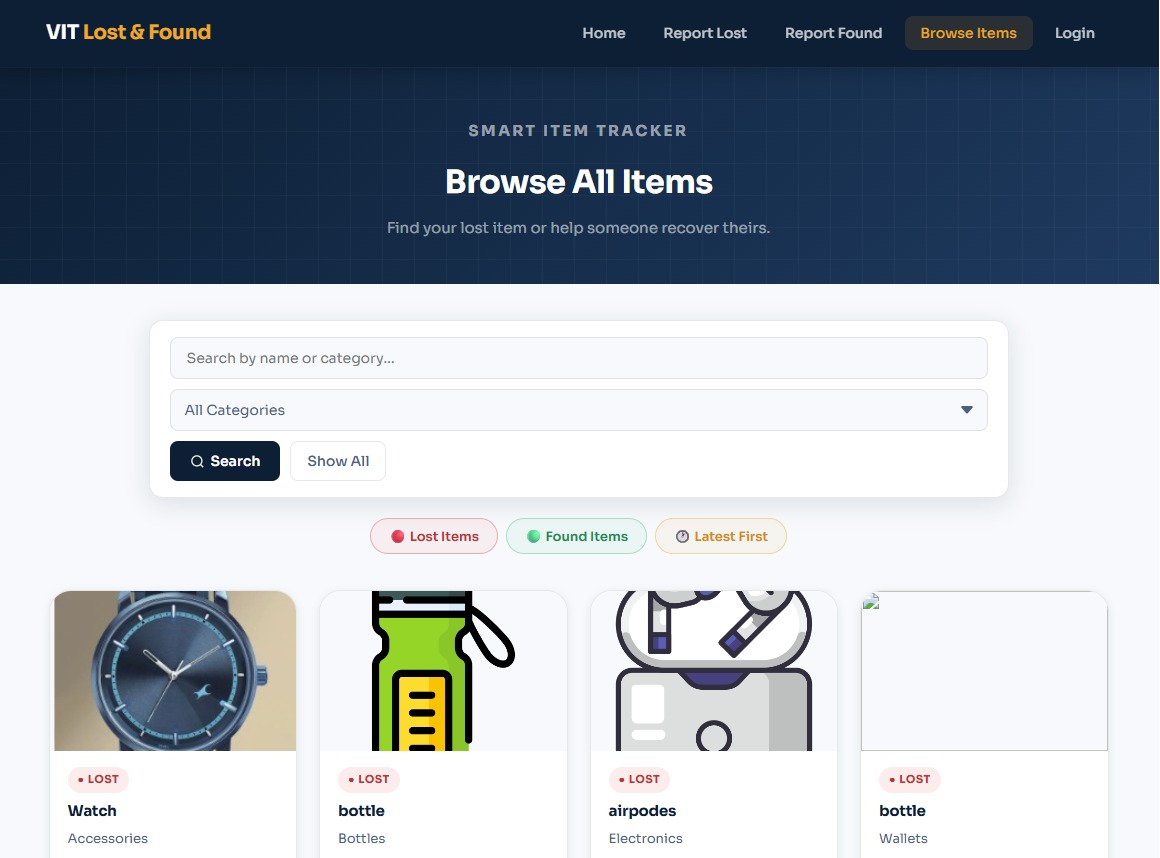 VIT Lost & Found
Home Report Lost Report Found Browse Items Login
SMART ITEM TRACKER
Browse All Items
Find your lost item or help someone recover theirs.
Search by name or category...
All Categories
Search Show All
Lost Items Found Items Latest First
• LOST • LOST • LOST • LOST
Watch bottle airpodes bottle
Accessories Bottles Electronics Wallets